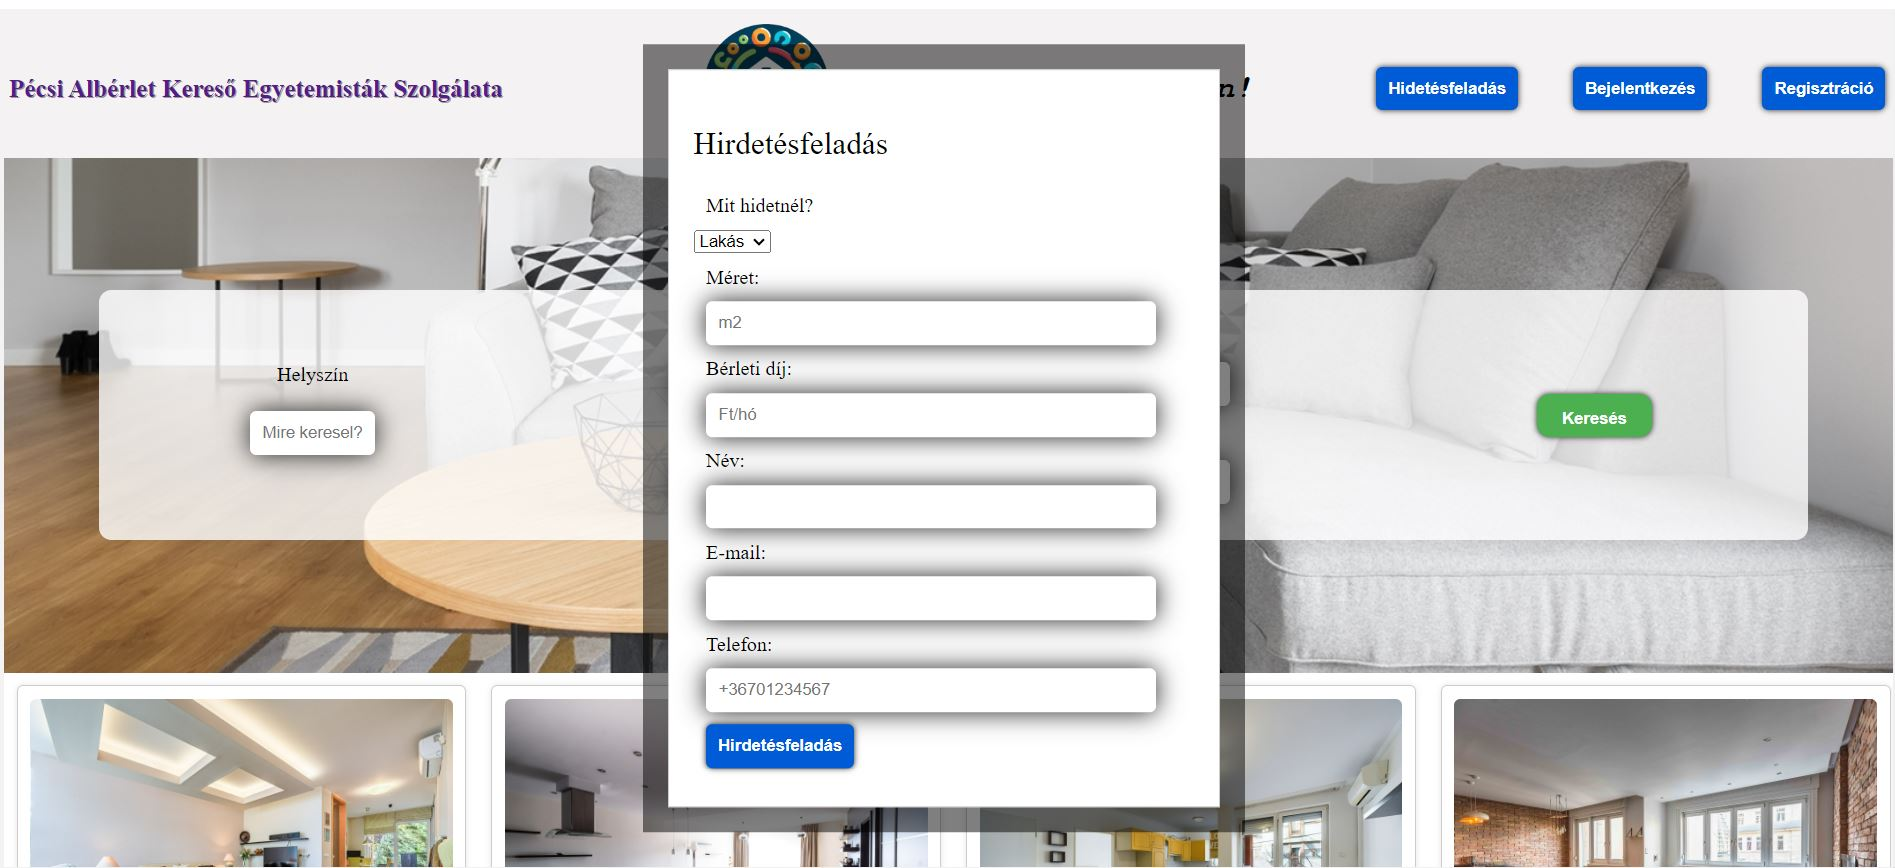 Pécsi Albérlet Kereső Egyetemisták Szolgálata
n!
Hidetésfeladás
Bejelentkezés
Regisztráció
Hirdetésfeladás
Mit hidetnél?
Lakás
Méret:
m2
Bérleti díj:
Ft/hó
Név:
E-mail:
Telefon:
+36701234567
Hirdetésfeladás
Helyszín
Mire keresel?
Keresés